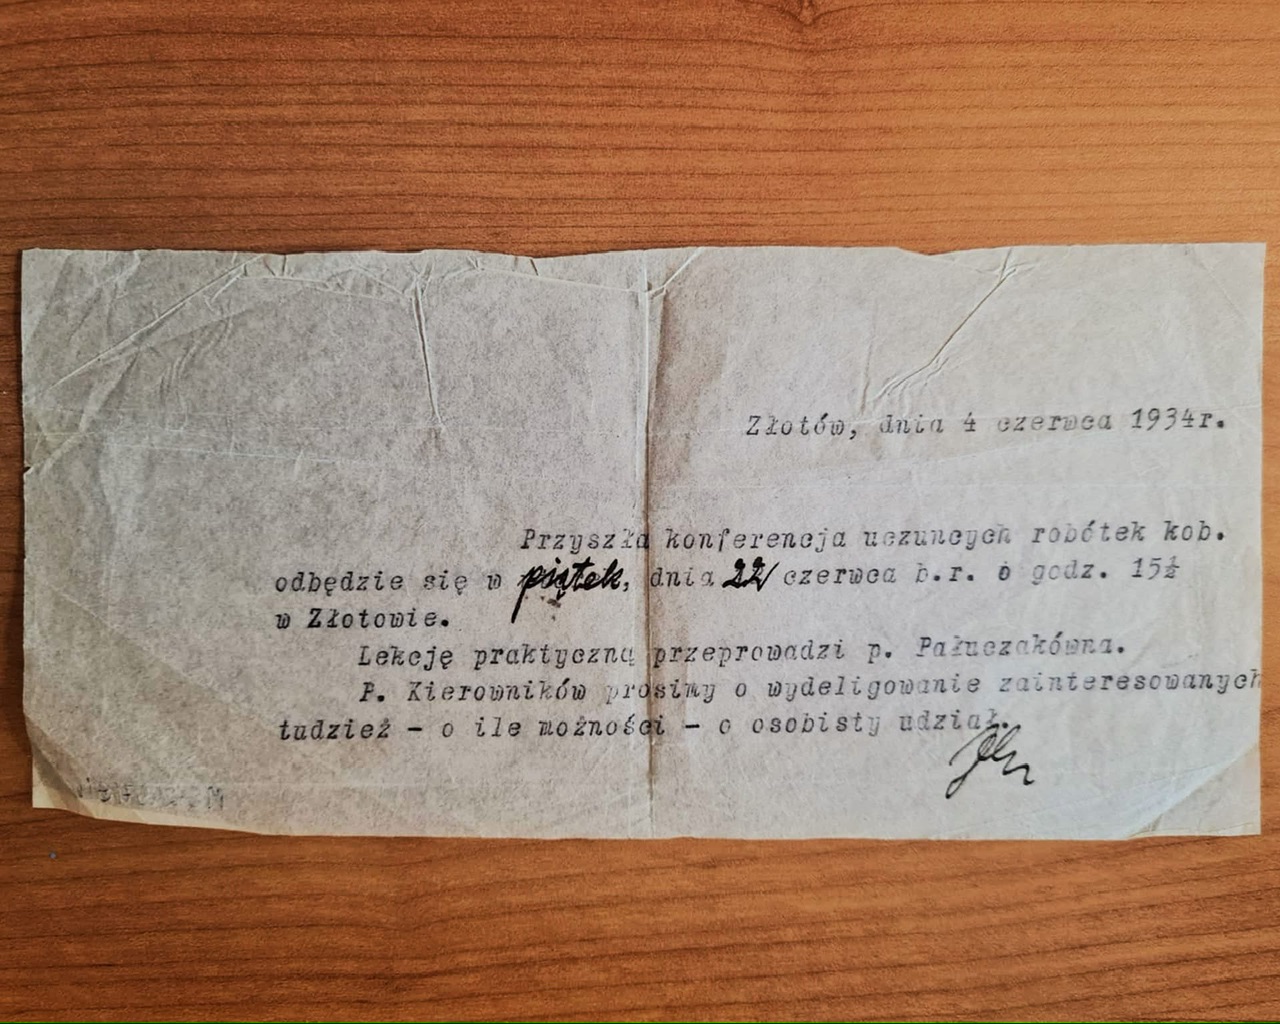 Złotów, dnia 4 czerwca 1934r.
Przyszła konferencja uczuncych robótek kob.
odbędzie się w piątek, dnia 22 czerwca b.r. o godz. 15½
w Złotowie.
Lekcję praktyczną przeprowadzi p. Pałuczakówna.
P. Kierowników prosimy o wydeligowanie zainteresowanych
tudzież - o ile możności - o osobisty udział.